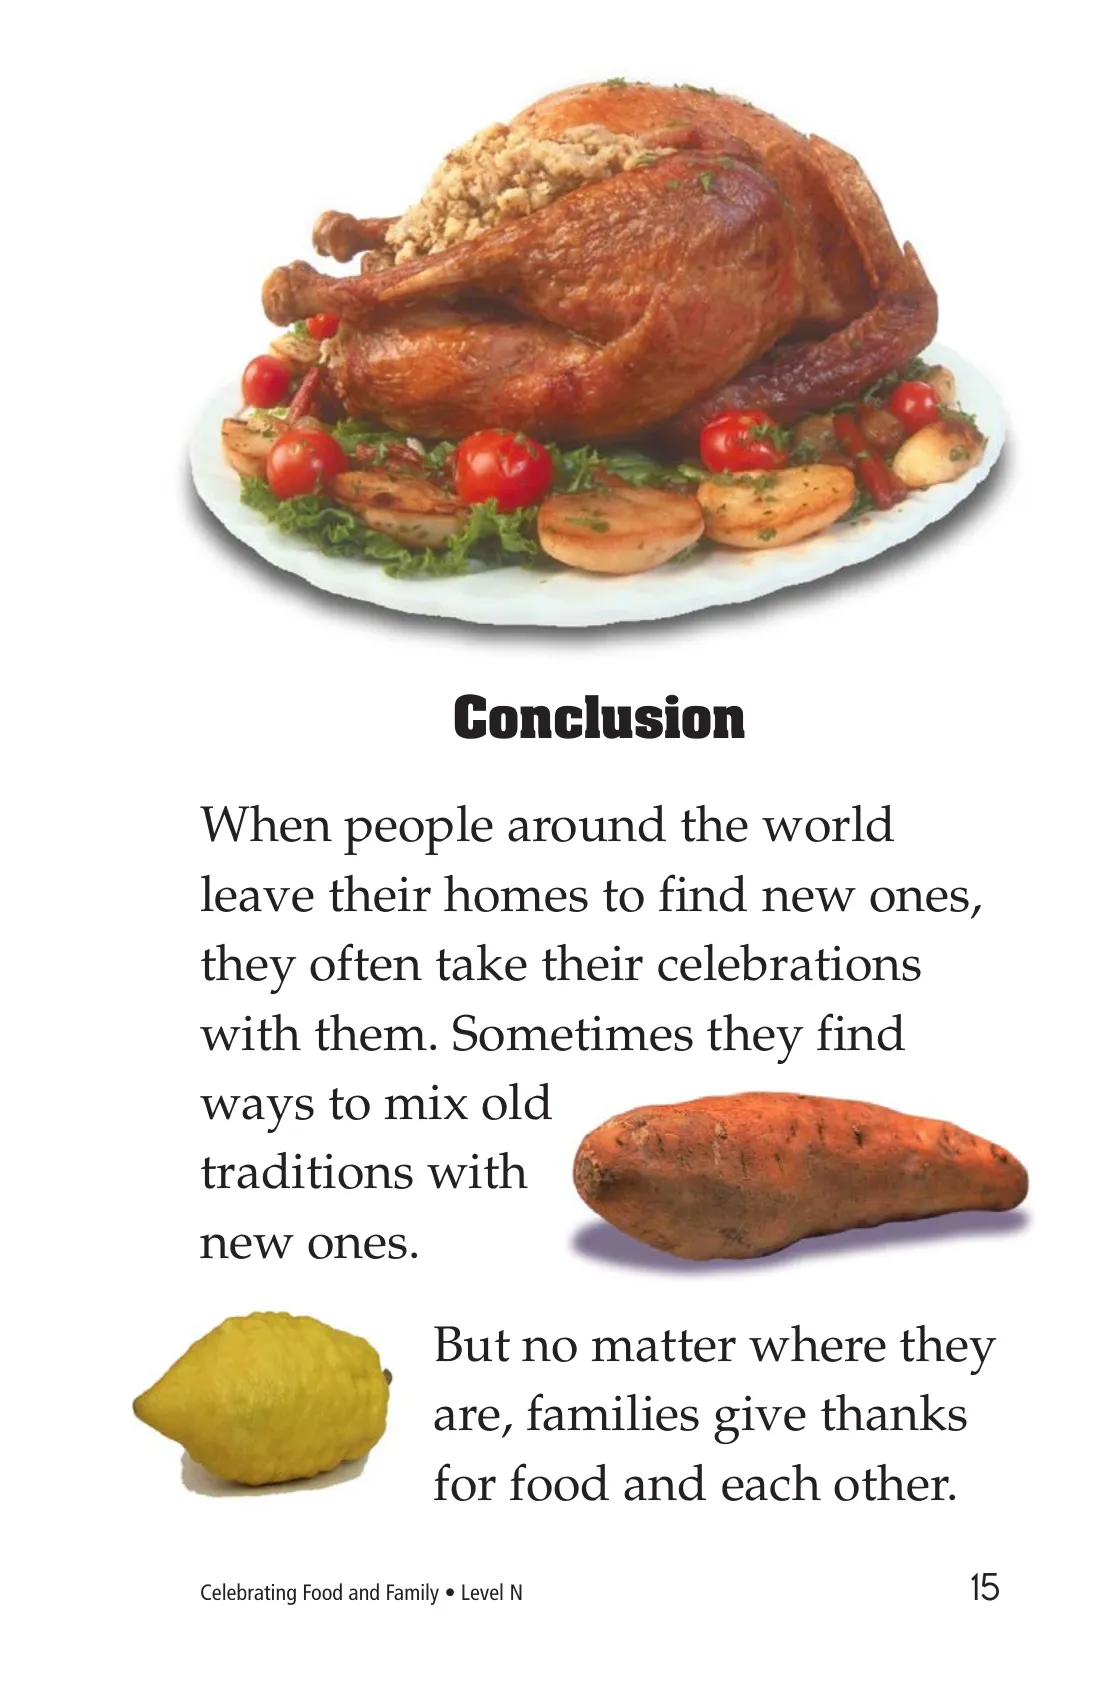 Conclusion
When people around the world
leave their homes to find new ones,
they often take their celebrations
with them. Sometimes they find
ways to mix old
traditions with
new ones.
But no matter where they
are, families give thanks
for food and each other.
Celebrating Food and Family • Level N
15